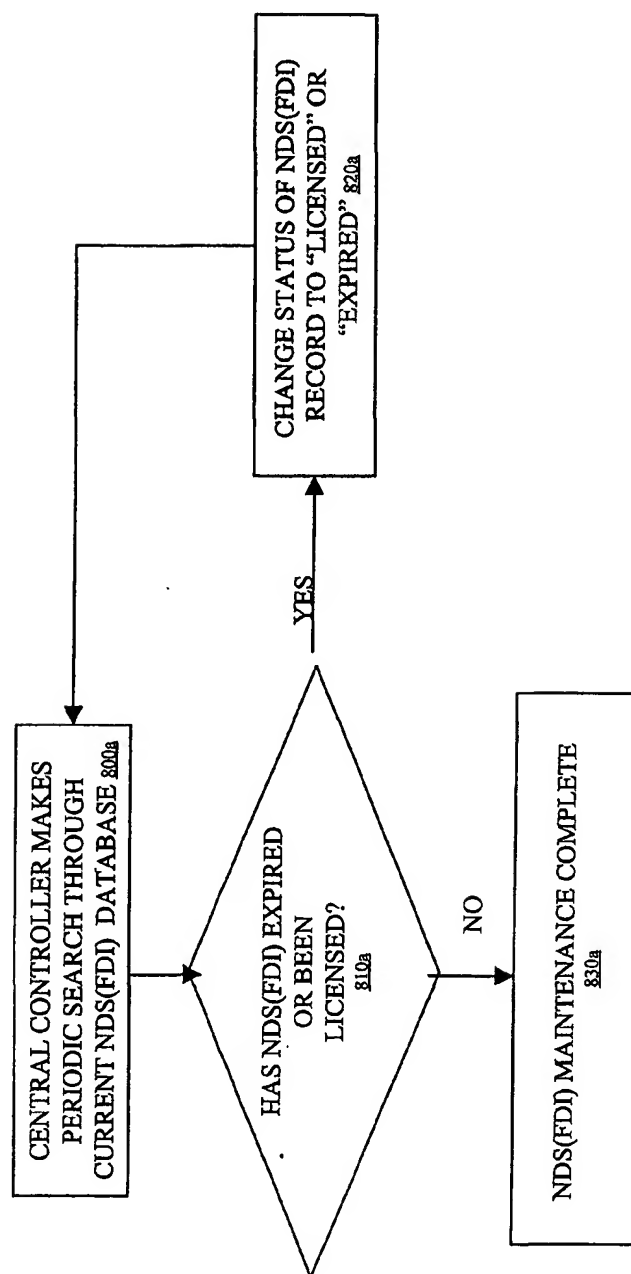 CENTRAL CONTROLLER MAKES
PERIODIC SEARCH THROUGH
CURRENT NDS(FDI) DATABASE 800a
HAS NDS(FDI) EXPIRED
OR BEEN
LICENSED?
810a
YES
CHANGE STATUS OF NDS(FDI)
RECORD TO “LICENSED” OR
“EXPIRED” 820a
NO
NDS(FDI) MAINTENANCE COMPLETE
830a